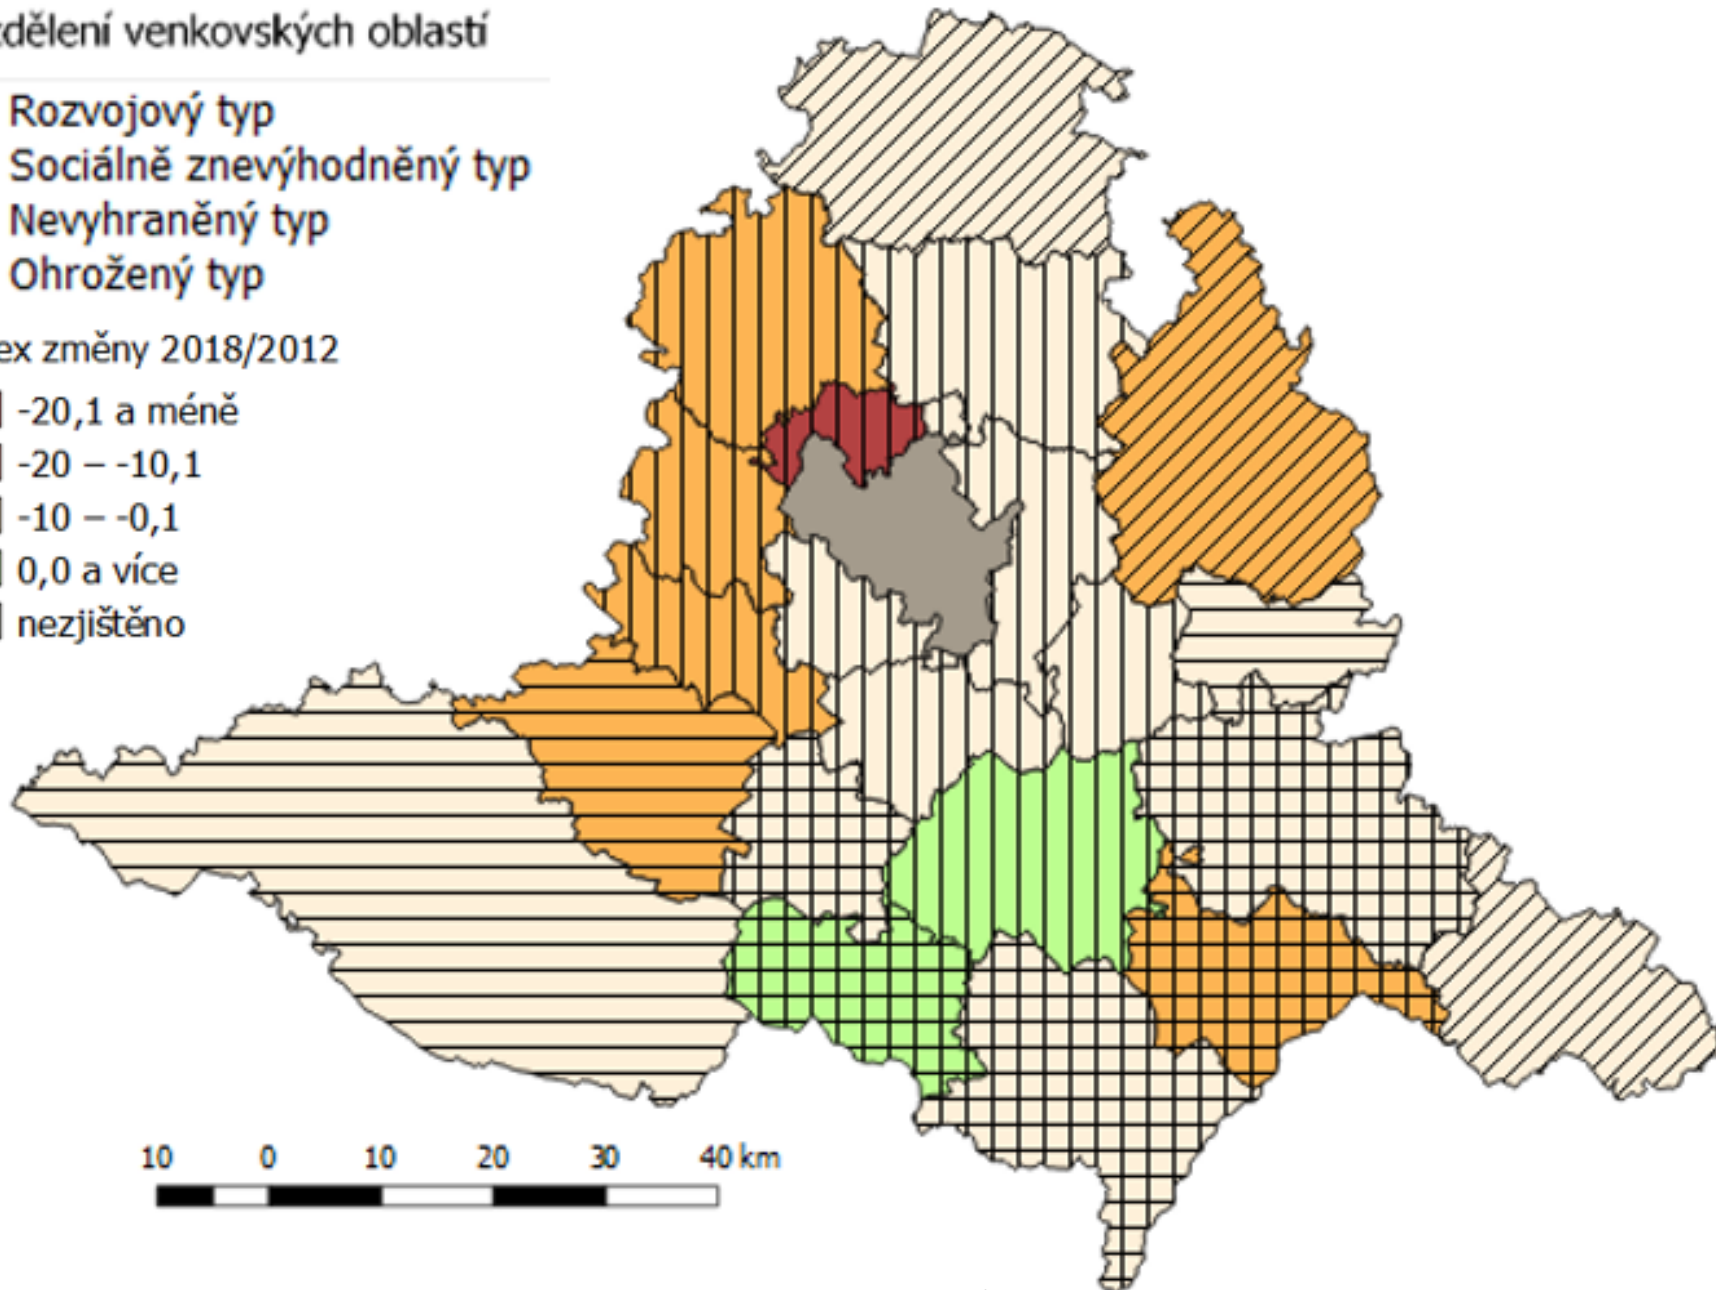 zdělení venkovských oblastí
Rozvojový typ
Sociálně znevýhodněný typ
Nevyhraněný typ
Ohrožený typ
ex změny 2018/2012
-20,1 a méně
-20 – -10,1
-10 – -0,1
0,0 a více
nezjištěno
10 0 10 20 30 40 km